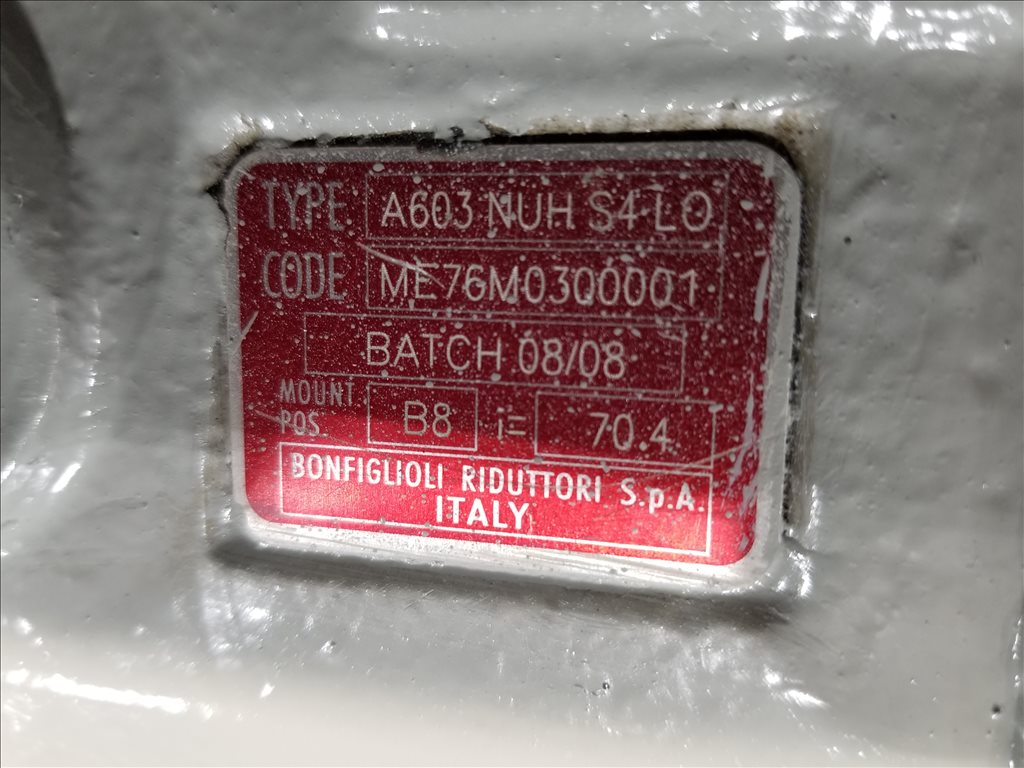 TYPE A603 NUH S4 LO
CODE ME76M0300001
BATCH 08/08
MOUNT POS. B8 i= 70.4
BONFIGLIOLI RIDUTTORI S.p.A.
ITALY